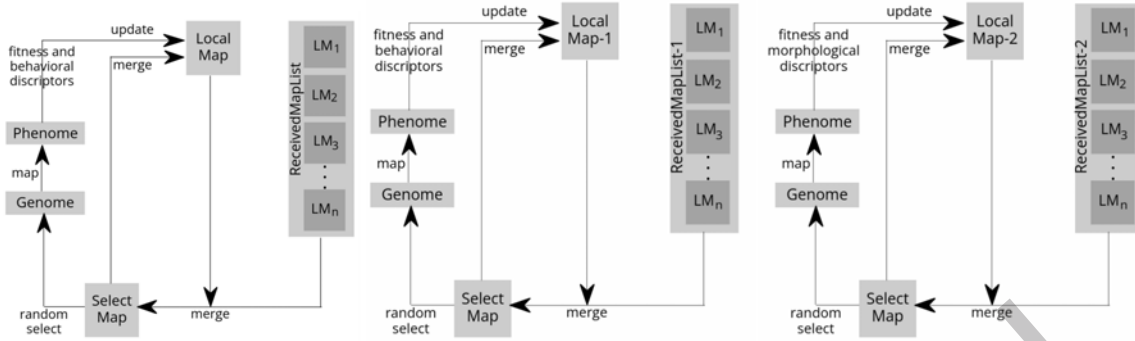 update
Local
Map
fitness and
behavioral
discriptors
merge
Phenome
map
Genome
random
select
Select
Map
merge
ReceivedMapList
LM1
LM2
LM3
LMn
update
Local
Map-1
fitness and
behavioral
discriptors
merge
Phenome
map
Genome
random
select
Select
Map
merge
ReceivedMapList-1
LM1
LM2
LM3
LMn
update
Local
Map-2
fitness and
morphological
discriptors
merge
Phenome
map
Genome
random
select
Select
Map
merge
ReceivedMapList-2
LM1
LM2
LM3
LMn